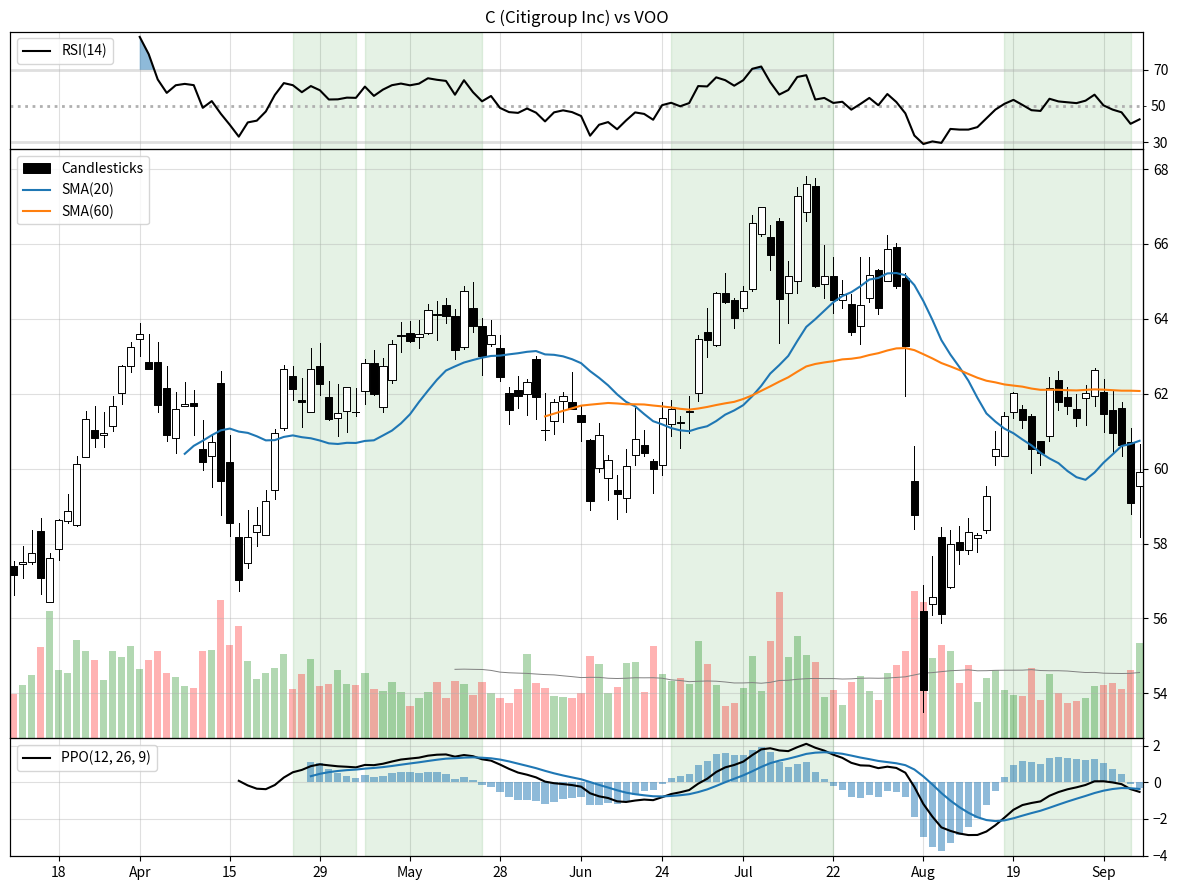 C (Citigroup Inc) vs VOO
RSI(14)
70
50
30
Candlesticks
SMA(20)
SMA(60)
68
66
64
62
60
58
56
54
PPO(12, 26, 9)
2
0
−2
−4
18 Apr 15 29 May 28 Jun 24 Jul 22 Aug 19 Sep